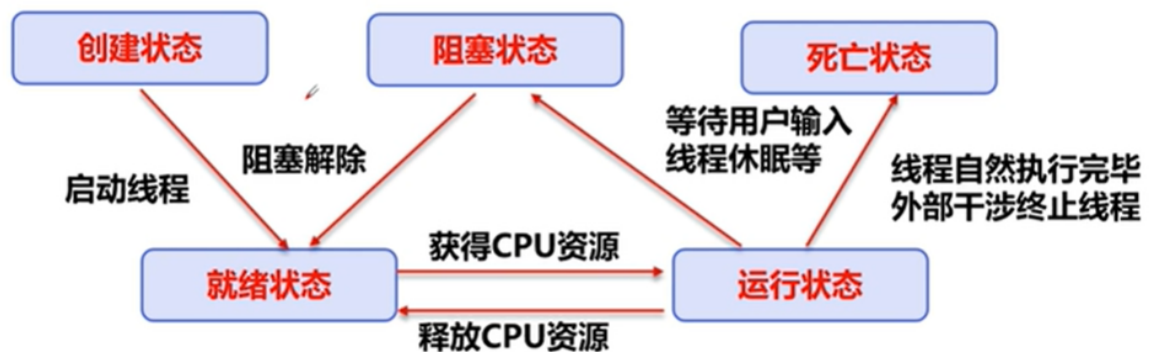 创建状态
阻塞状态
死亡状态
等待用户输入
线程休眠等
阻塞解除
线程自然执行完毕
外部干涉终止线程
启动线程
获得CPU资源
就绪状态
运行状态
释放CPU资源